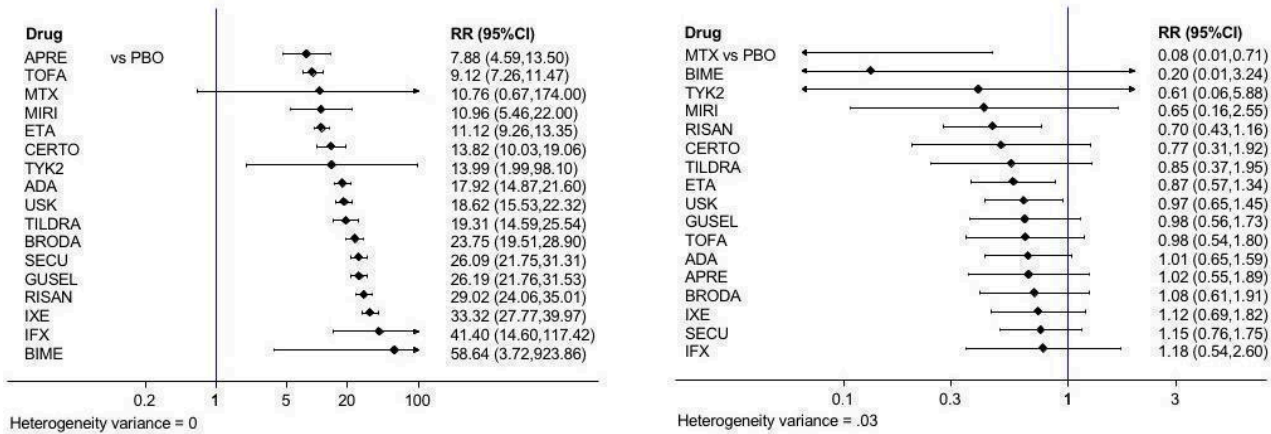 Drug RR (95%CI)
APRE vs PBO 7.88 (4.59,13.50)
TOFA 9.12 (7.26,11.47)
MTX 10.76 (0.67,174.00)
MIRI 10.96 (5.46,22.00)
ETA 11.12 (9.26,13.35)
CERTO 13.82 (10.03,19.06)
TYK2 13.99 (1.99,98.10)
ADA 17.92 (14.87,21.60)
USK 18.62 (15.53,22.32)
TILDRA 19.31 (14.59,25.54)
BRODA 23.75 (19.51,28.90)
SECU 26.09 (21.75,31.31)
GUSEL 26.19 (21.76,31.53)
RISAN 29.02 (24.06,35.01)
IXE 33.32 (27.77,39.97)
IFX 41.40 (14.60,117.42)
BIME 58.64 (3.72,923.86)
0.2 1 5 20 100
Heterogeneity variance = 0
Drug RR (95%CI)
MTX vs PBO 0.08 (0.01,0.71)
BIME 0.20 (0.01,3.24)
TYK2 0.61 (0.06,5.88)
MIRI 0.65 (0.16,2.55)
RISAN 0.70 (0.43,1.16)
CERTO 0.77 (0.31,1.92)
TILDRA 0.85 (0.37,1.95)
ETA 0.87 (0.57,1.34)
USK 0.97 (0.65,1.45)
GUSEL 0.98 (0.56,1.73)
TOFA 0.98 (0.54,1.80)
ADA 1.01 (0.65,1.59)
APRE 1.02 (0.55,1.89)
BRODA 1.08 (0.61,1.91)
IXE 1.12 (0.69,1.82)
SECU 1.15 (0.76,1.75)
IFX 1.18 (0.54,2.60)
0.1 0.3 1 3
Heterogeneity variance = .03